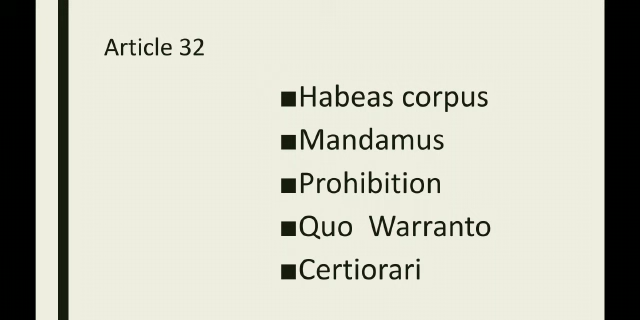 Article 32
■Habeas corpus
■Mandamus
■Prohibition
■Quo  Warranto
■Certiorari